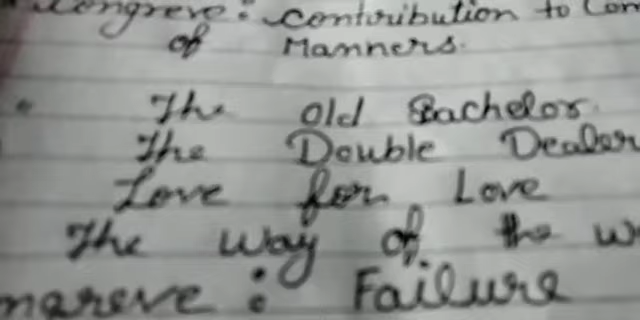 Congreve : Contribution to Com
of Manners.
The Old Bachelor.
The Double Dealer
Love for Love
The way of the w
ngreve : Failure